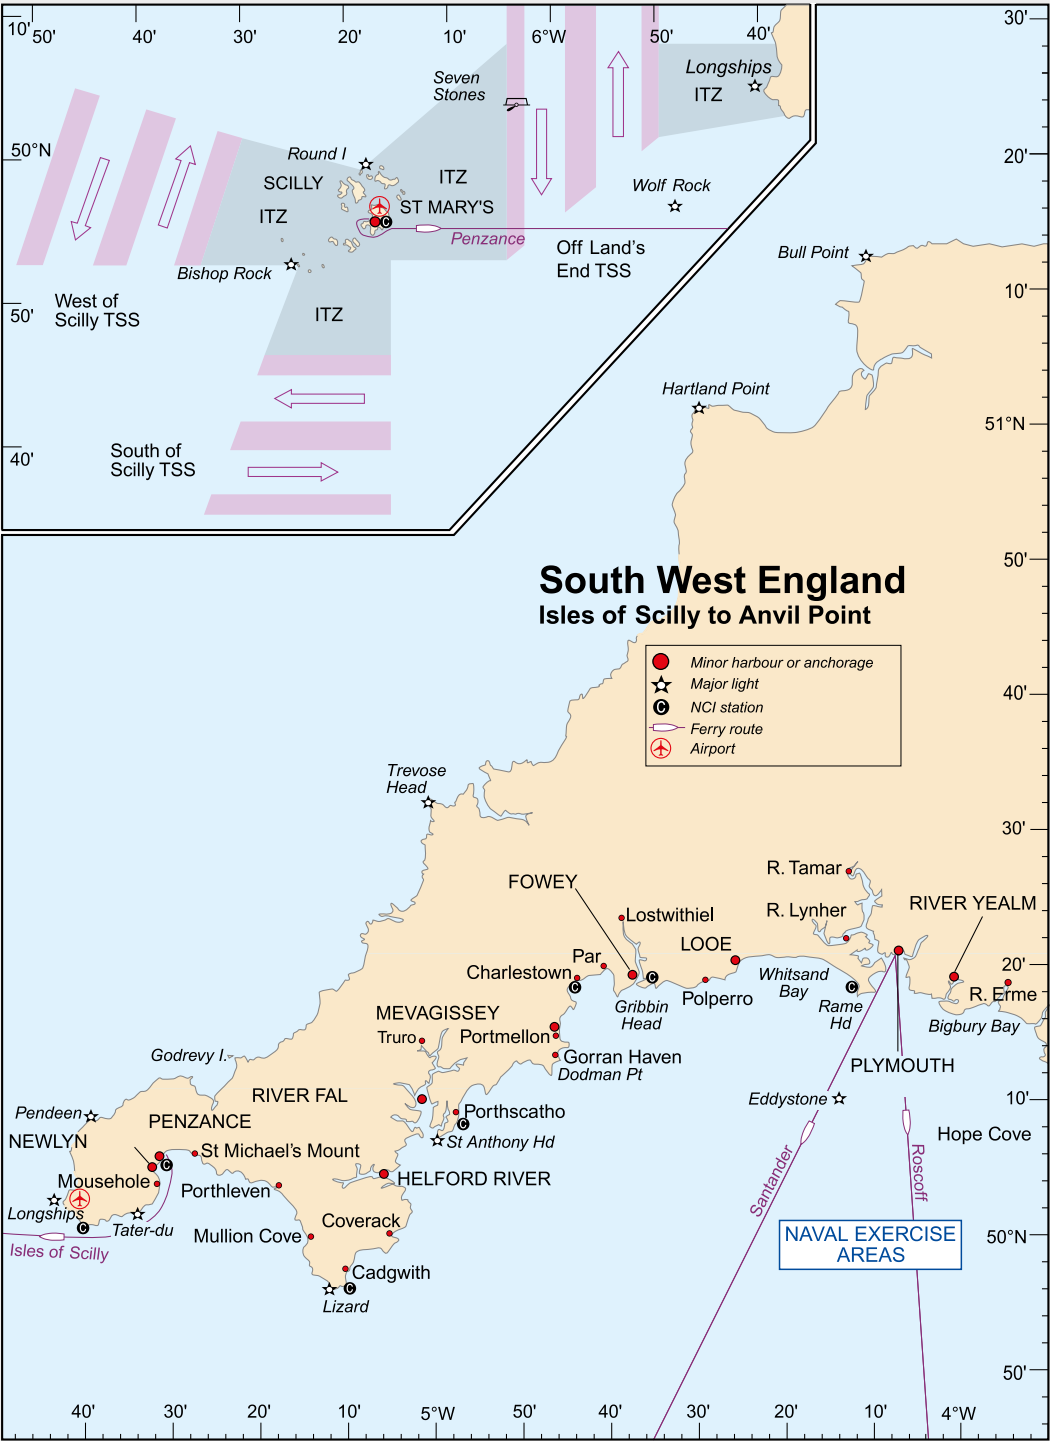 10'
50'
40'
30'
20'
10'
6°W
50'
40'
30'
Seven
Stones
Longships
ITZ
50°N
Round I
SCILLY
ITZ
ITZ
ST MARY'S
Wolf Rock
20'
Penzance
Off Land's
End TSS
Bull Point
Bishop Rock
West of
Scilly TSS
10'
50'
ITZ
Hartland Point
51°N
South of
Scilly TSS
40'
50'
South West England
Isles of Scilly to Anvil Point
Minor harbour or anchorage
Major light
C
NCI station
Ferry route
Airport
40'
Trevose
Head
30'
R. Tamar
FOWEY
Lostwithiel
R. Lynher
RIVER YEALM
LOOE
Par
Charlestown
Whitsand
Bay
20'
Gribbin
Head
Polperro
Rame
Hd
R. Erme
Bigbury Bay
MEVAGISSEY
Truro
Portmellon
Gorran Haven
Dodman Pt
Godrevy I.
PLYMOUTH
RIVER FAL
Eddystone
10'
Pendeen
PENZANCE
Porthscatho
NEWLYN
St Anthony Hd
Hope Cove
St Michael's Mount
Mousehole
Porthleven
HELFORD RIVER
Santander
Roscoff
Longships
Tater-du
Mullion Cove
Coverack
NAVAL EXERCISE
AREAS
50°N
Isles of Scilly
Cadgwith
Lizard
50'
40'
30'
20'
10'
5°W
50'
40'
30'
20'
10'
4°W